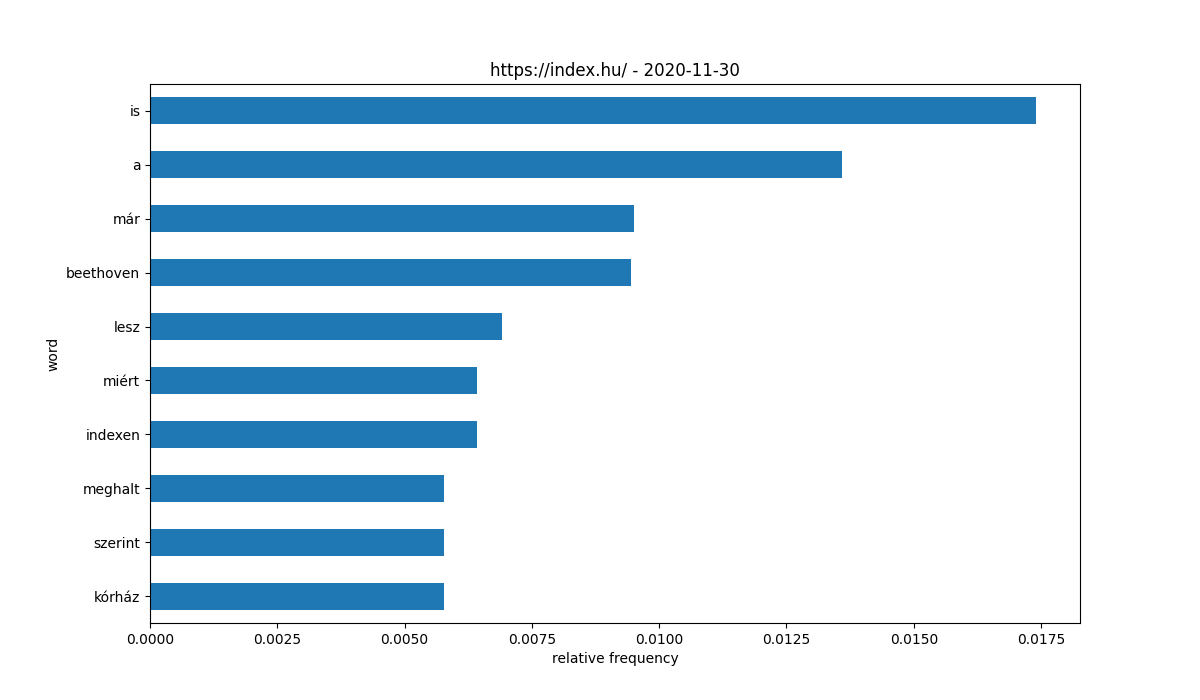 https://index.hu/ - 2020-11-30
is
a
már
beethoven
lesz
miért
indexen
meghalt
szerint
kórház
word
0.0000 0.0025 0.0050 0.0075 0.0100 0.0125 0.0150 0.0175
relative frequency